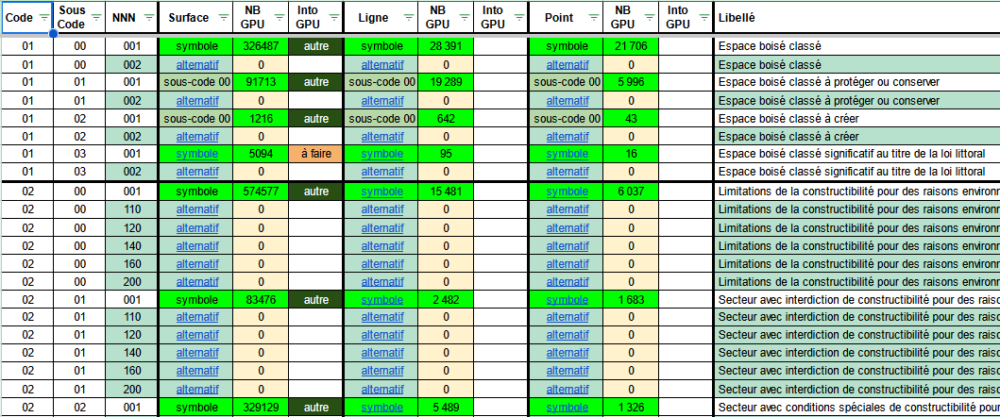 Code Sous Code NNN Surface NB GPU Into GPU Ligne NB GPU Into GPU Point NB GPU Into GPU Libellé
01 00 001 symbole 326487 autre symbole 28 391 symbole 21 706 Espace boisé classé
01 00 002 alternatif 0 alternatif 0 alternatif 0 Espace boisé classé
01 01 001 sous-code 00 91713 autre sous-code 00 19 289 sous-code 00 5 996 Espace boisé classé à protéger ou conserver
01 01 002 alternatif 0 alternatif 0 alternatif 0 Espace boisé classé à protéger ou conserver
01 02 001 sous-code 00 1216 autre sous-code 00 642 sous-code 00 43 Espace boisé classé à créer
01 02 002 alternatif 0 alternatif 0 alternatif 0 Espace boisé classé à créer
01 03 001 symbole 5094 à faire symbole 95 symbole 16 Espace boisé classé significatif au titre de la loi littoral
01 03 002 alternatif 0 alternatif 0 alternatif 0 Espace boisé classé significatif au titre de la loi littoral
02 00 001 symbole 574577 autre symbole 15 481 symbole 6 037 Limitations de la constructibilité pour des raisons environ
02 00 110 alternatif 0 alternatif 0 alternatif 0 Limitations de la constructibilité pour des raisons environ
02 00 120 alternatif 0 alternatif 0 alternatif 0 Limitations de la constructibilité pour des raisons environ
02 00 140 alternatif 0 alternatif 0 alternatif 0 Limitations de la constructibilité pour des raisons environ
02 00 160 alternatif 0 alternatif 0 alternatif 0 Limitations de la constructibilité pour des raisons environ
02 00 200 alternatif 0 alternatif 0 alternatif 0 Limitations de la constructibilité pour des raisons environ
02 01 001 symbole 83476 autre symbole 2 482 symbole 1 683 Secteur avec interdiction de constructibilité pour des raiso
02 01 110 alternatif 0 alternatif 0 alternatif 0 Secteur avec interdiction de constructibilité pour des raiso
02 01 120 alternatif 0 alternatif 0 alternatif 0 Secteur avec interdiction de constructibilité pour des raiso
02 01 140 alternatif 0 alternatif 0 alternatif 0 Secteur avec interdiction de constructibilité pour des raiso
02 01 160 alternatif 0 alternatif 0 alternatif 0 Secteur avec interdiction de constructibilité pour des raiso
02 01 200 alternatif 0 alternatif 0 alternatif 0 Secteur avec interdiction de constructibilité pour des raiso
02 02 001 symbole 329129 autre symbole 5 489 symbole 1 326 Secteur avec conditions spéciales de constructibilité pou